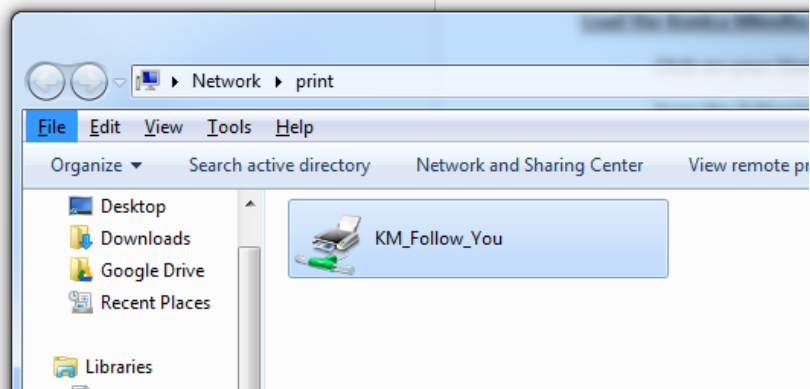 Network print
File Edit View Tools Help
Organize Search active directory Network and Sharing Center View remote pr
Desktop
Downloads
Google Drive
Recent Places
Libraries
KM_Follow_You